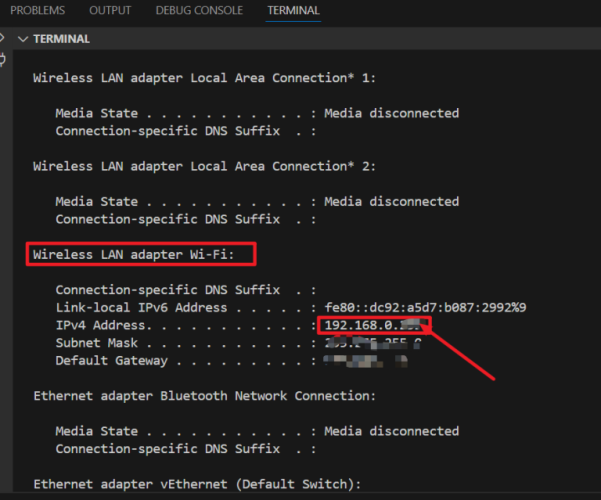 PROBLEMS OUTPUT DEBUG CONSOLE TERMINAL
TERMINAL
Wireless LAN adapter Local Area Connection* 1:
Media State . . . . . . . . . . . : Media disconnected
Connection-specific DNS Suffix . :
Wireless LAN adapter Local Area Connection* 2:
Media State . . . . . . . . . . . : Media disconnected
Connection-specific DNS Suffix . :
Wireless LAN adapter Wi-Fi:
Connection-specific DNS Suffix . :
Link-local IPv6 Address . . . . . : fe80::dc92:a5d7:b087:2992%9
IPv4 Address. . . . . . . . . . . : 192.168.0.
Subnet Mask . . . . . . . . . . . :
Default Gateway . . . . . . . . . :
Ethernet adapter Bluetooth Network Connection:
Media State . . . . . . . . . . . : Media disconnected
Connection-specific DNS Suffix . :
Ethernet adapter vEthernet (Default Switch):